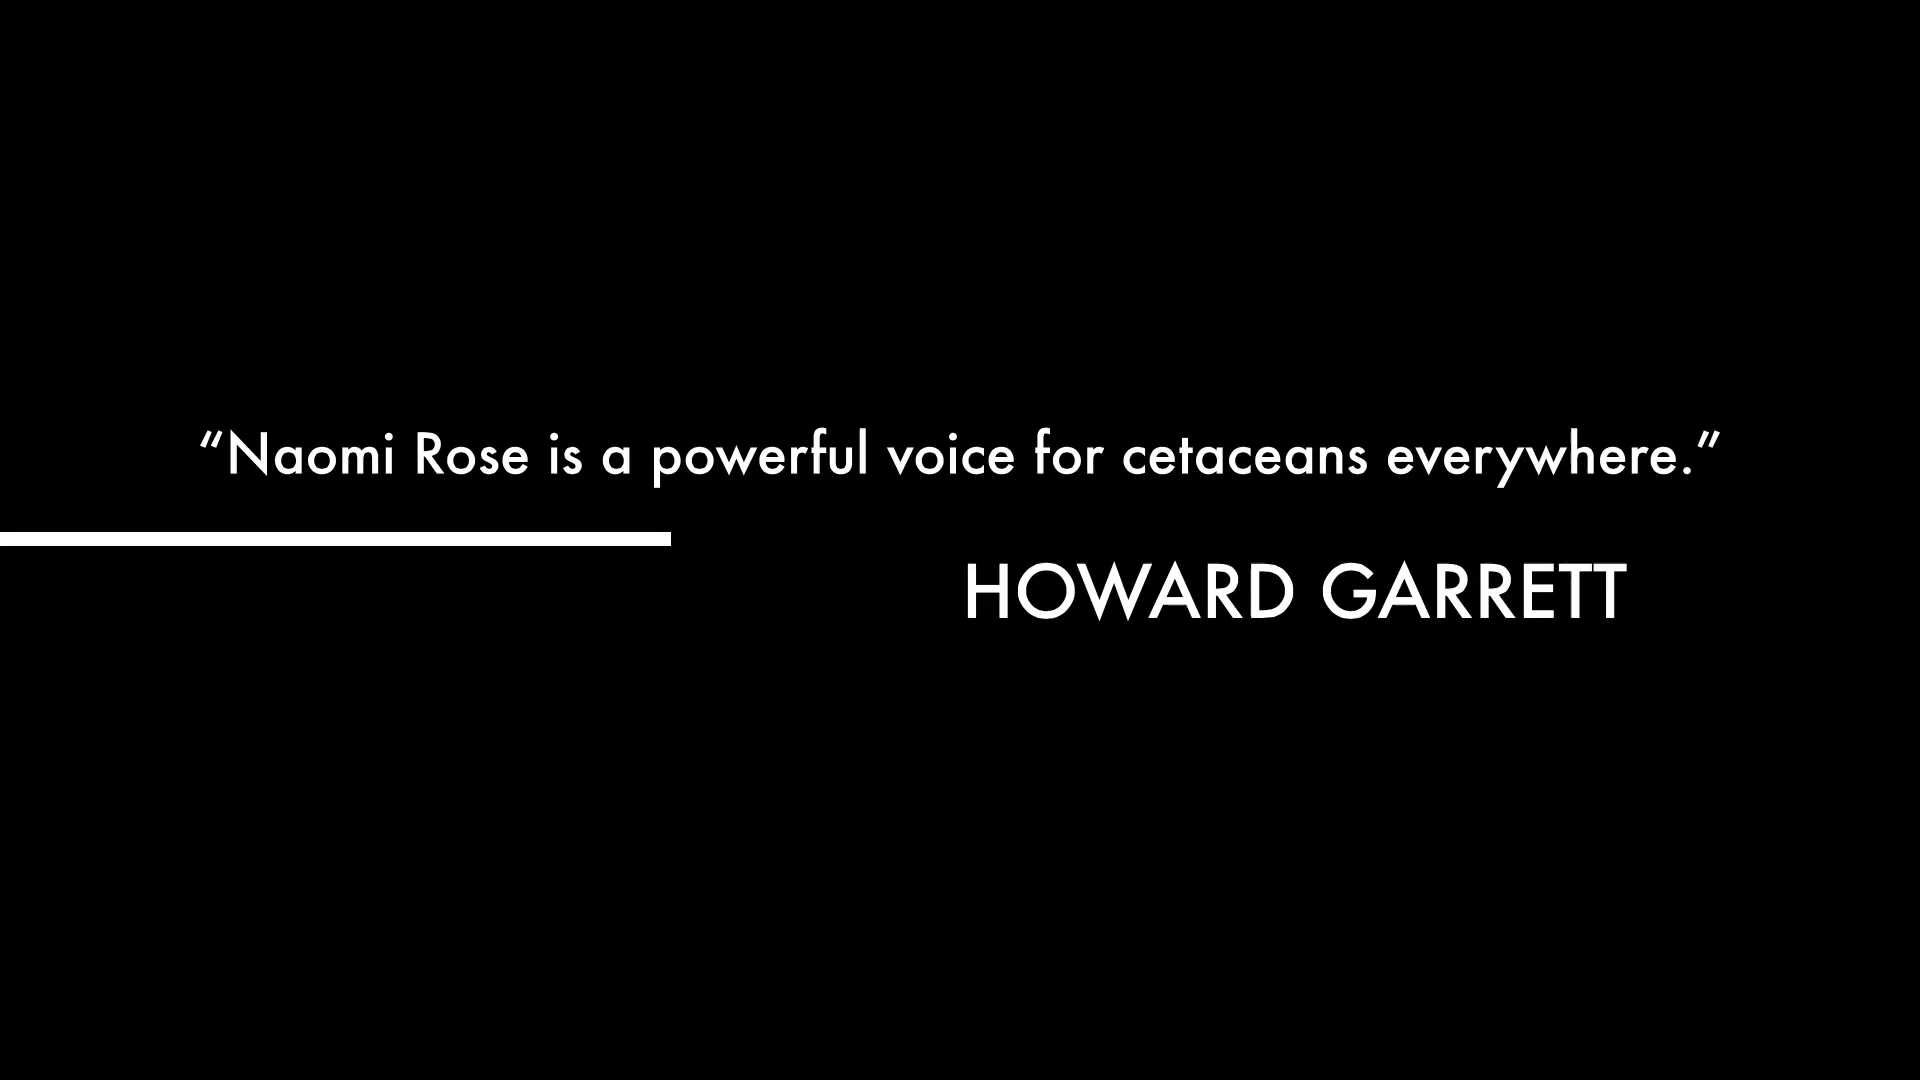 “Naomi Rose is a powerful voice for cetaceans everywhere.”
HOWARD GARRETT